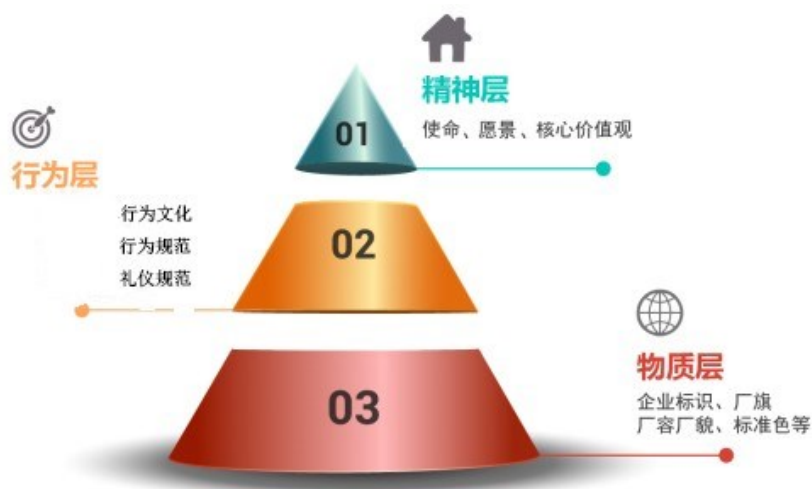 精神层
使命、愿景、核心价值观
01
行为层
行为文化
行为规范
礼仪规范
02
物质层
企业标识、厂旗
厂容厂貌、标准色等
03